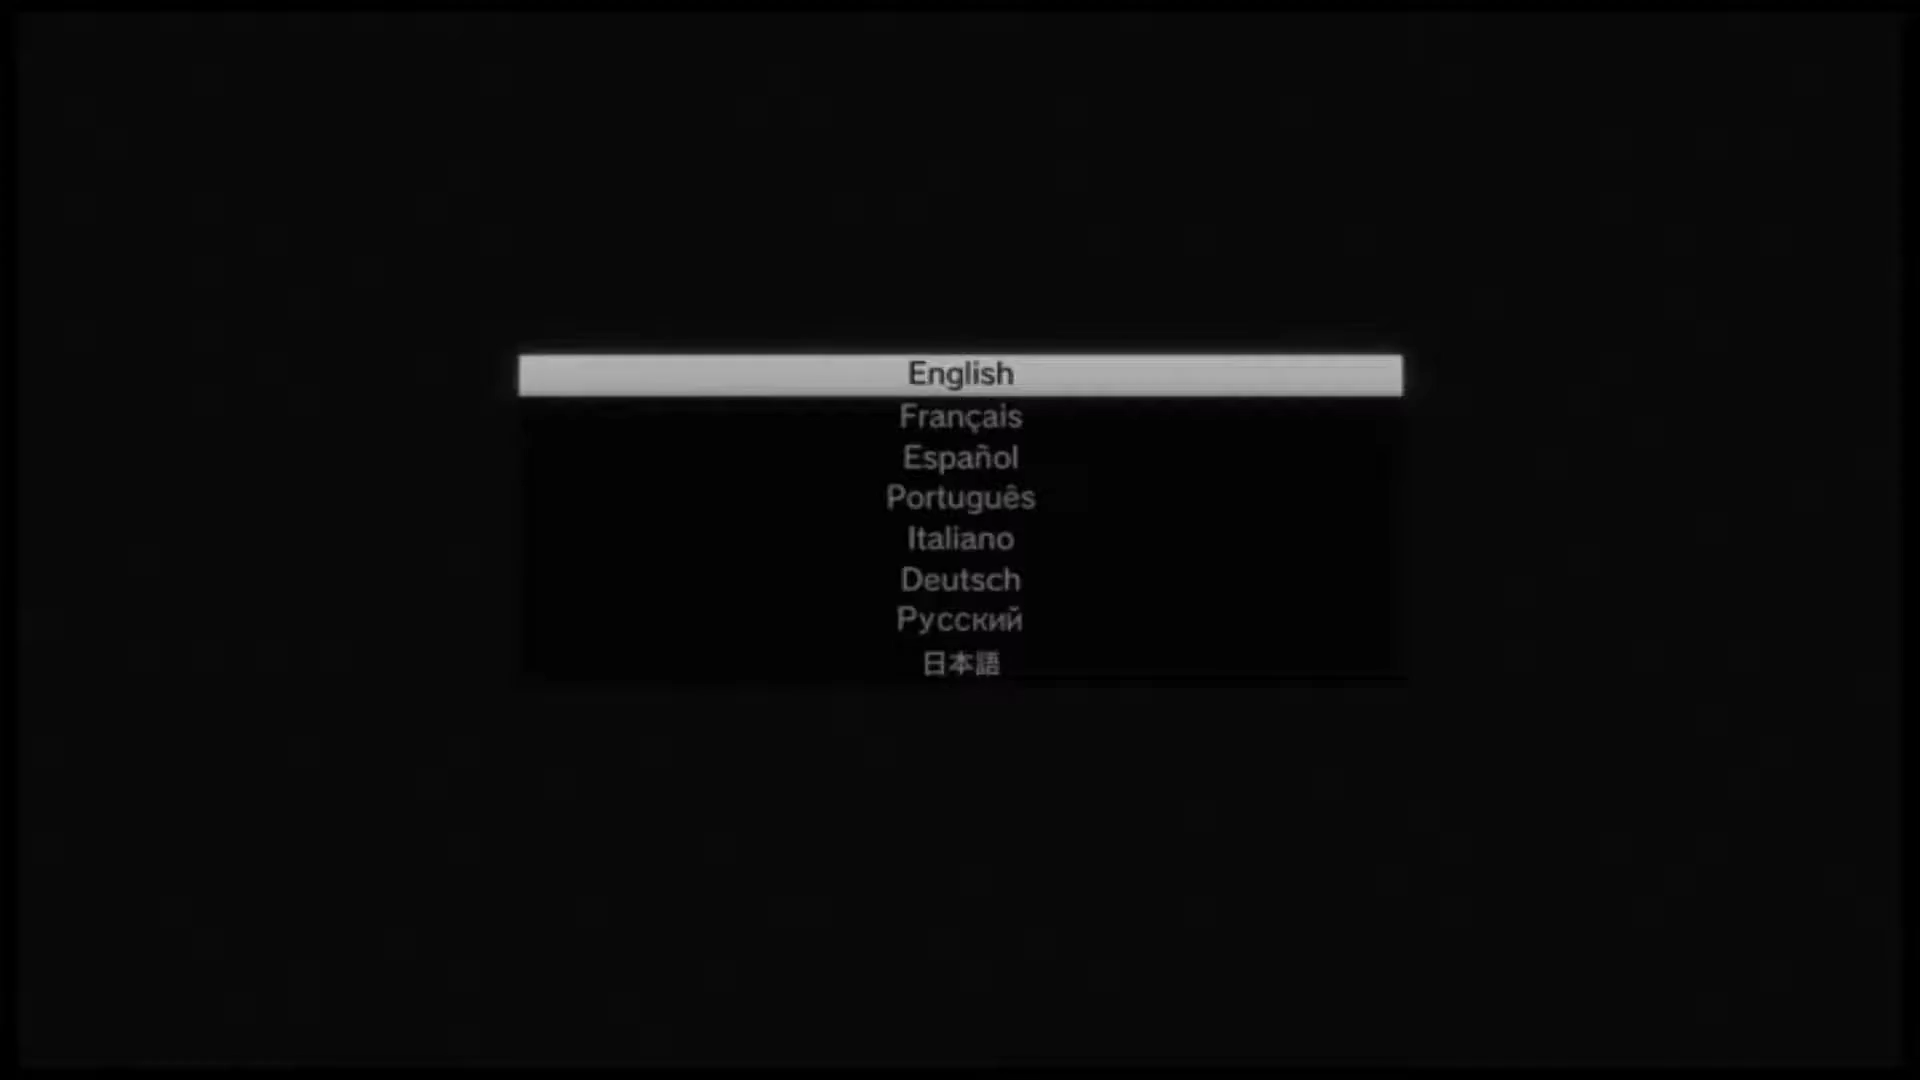 English
Français
Español
Português
Italiano
Deutsch
Русский
日本語